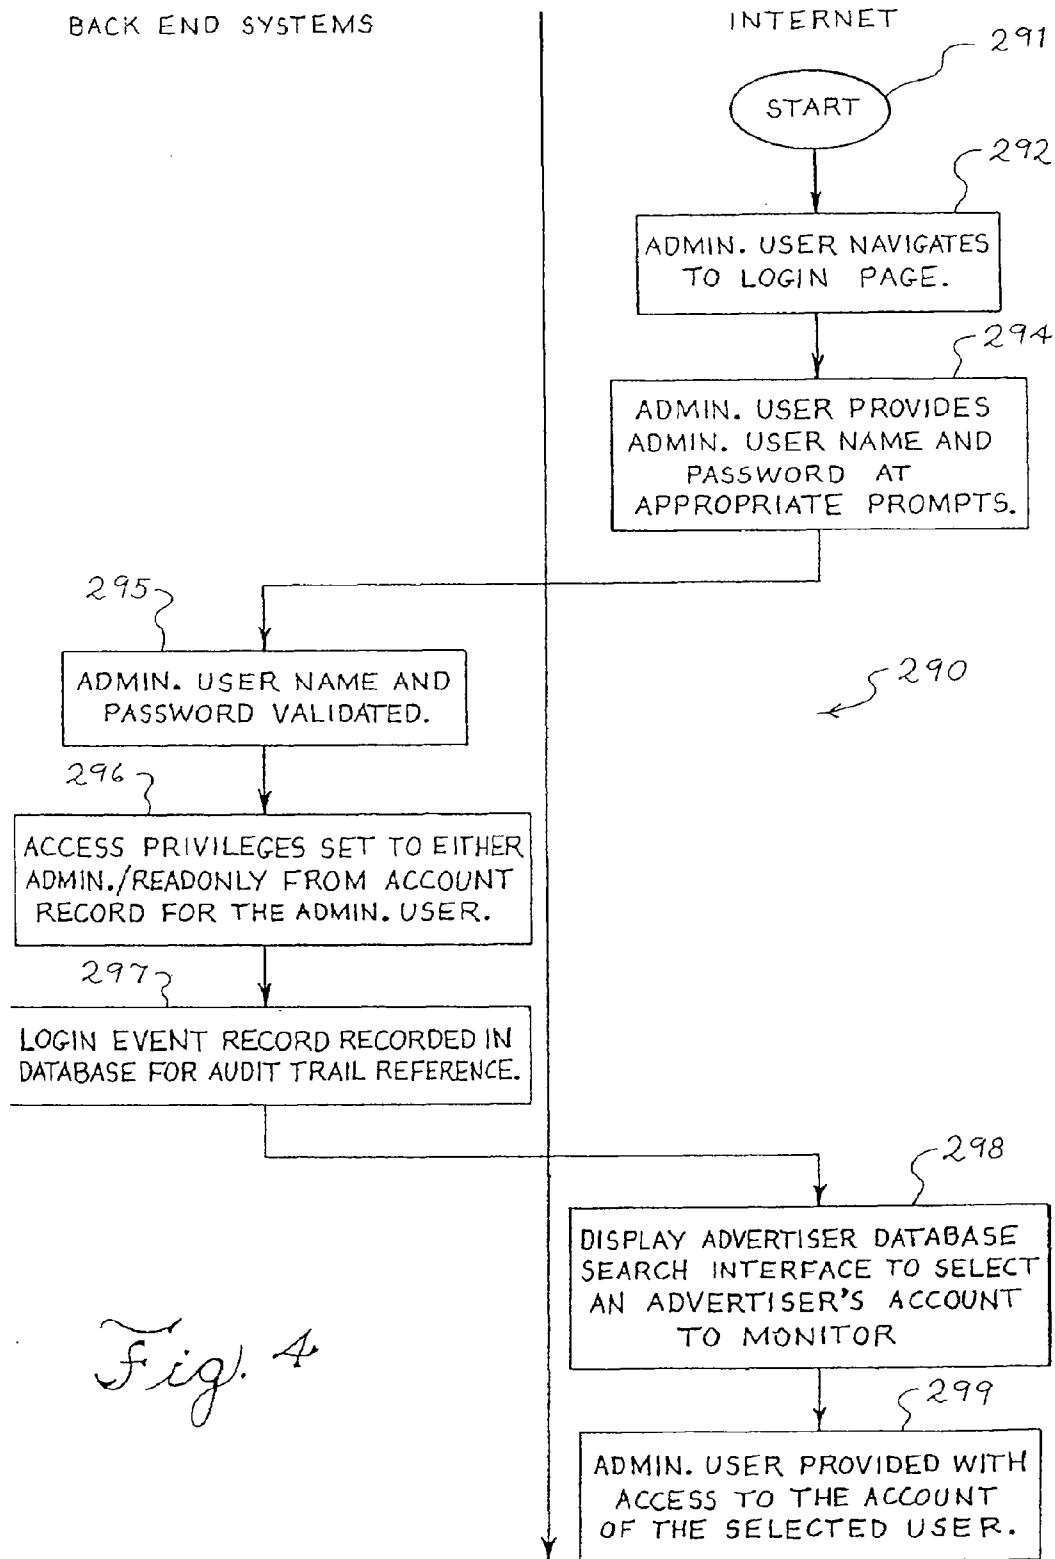 BACK END SYSTEMS
INTERNET
291
START
292
ADMIN. USER NAVIGATES
TO LOGIN PAGE.
294
ADMIN. USER PROVIDES
ADMIN. USER NAME AND
PASSWORD AT
APPROPRIATE PROMPTS.
295
ADMIN. USER NAME AND
PASSWORD VALIDATED.
290
296
ACCESS PRIVILEGES SET TO EITHER
ADMIN./READONLY FROM ACCOUNT
RECORD FOR THE ADMIN. USER.
297
LOGIN EVENT RECORD RECORDED IN
DATABASE FOR AUDIT TRAIL REFERENCE.
298
DISPLAY ADVERTISER DATABASE
SEARCH INTERFACE TO SELECT
AN ADVERTISER'S ACCOUNT
TO MONITOR
Fig. 4
299
ADMIN. USER PROVIDED WITH
ACCESS TO THE ACCOUNT
OF THE SELECTED USER.